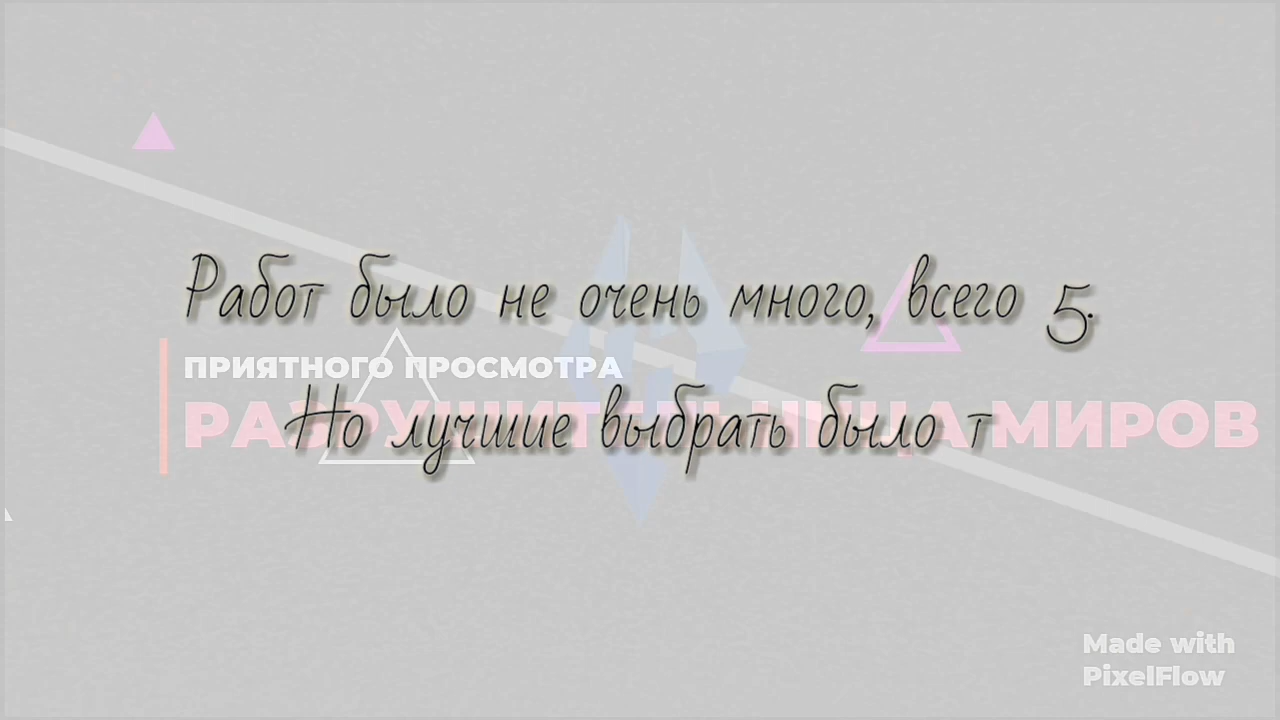 Работ было не очень много, всего 5.
ПРИЯТНОГО ПРОСМОТРА
Но лучшие выбрать было т
МИРОВ
Made with
PixelFlow